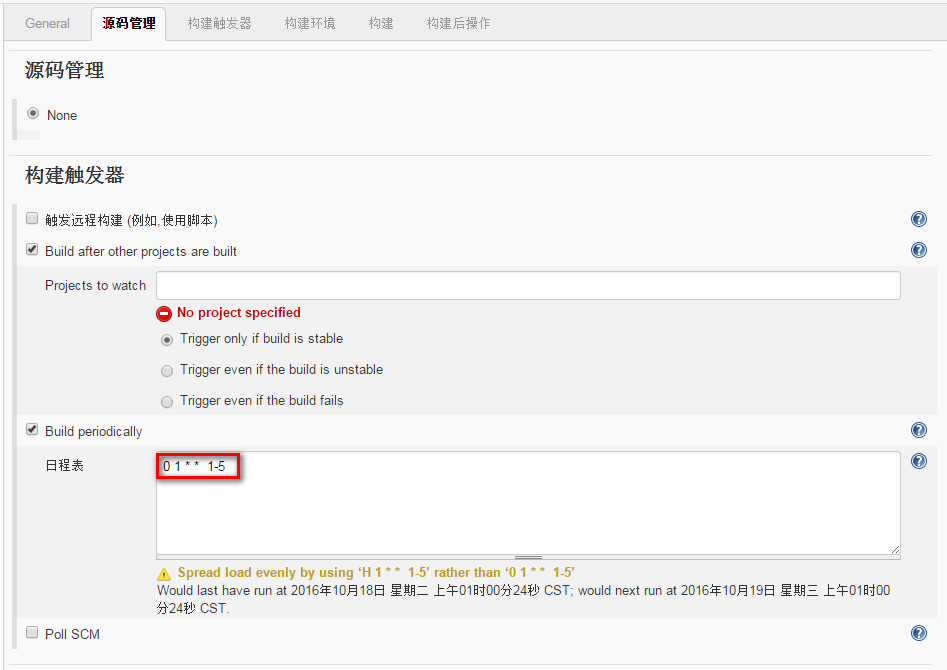 General 源码管理 构建触发器 构建环境 构建 构建后操作
源码管理
None
构建触发器
触发远程构建 (例如,使用脚本)
Build after other projects are built
Projects to watch
No project specified
Trigger only if build is stable
Trigger even if the build is unstable
Trigger even if the build fails
Build periodically
日程表 0 1 * * 1-5
Spread load evenly by using ‘H 1 * * 1-5’ rather than ‘0 1 * * 1-5’
Would last have run at 2016年10月18日 星期二 上午01时00分24秒 CST; would next run at 2016年10月19日 星期三 上午01时00
分24秒 CST.
Poll SCM